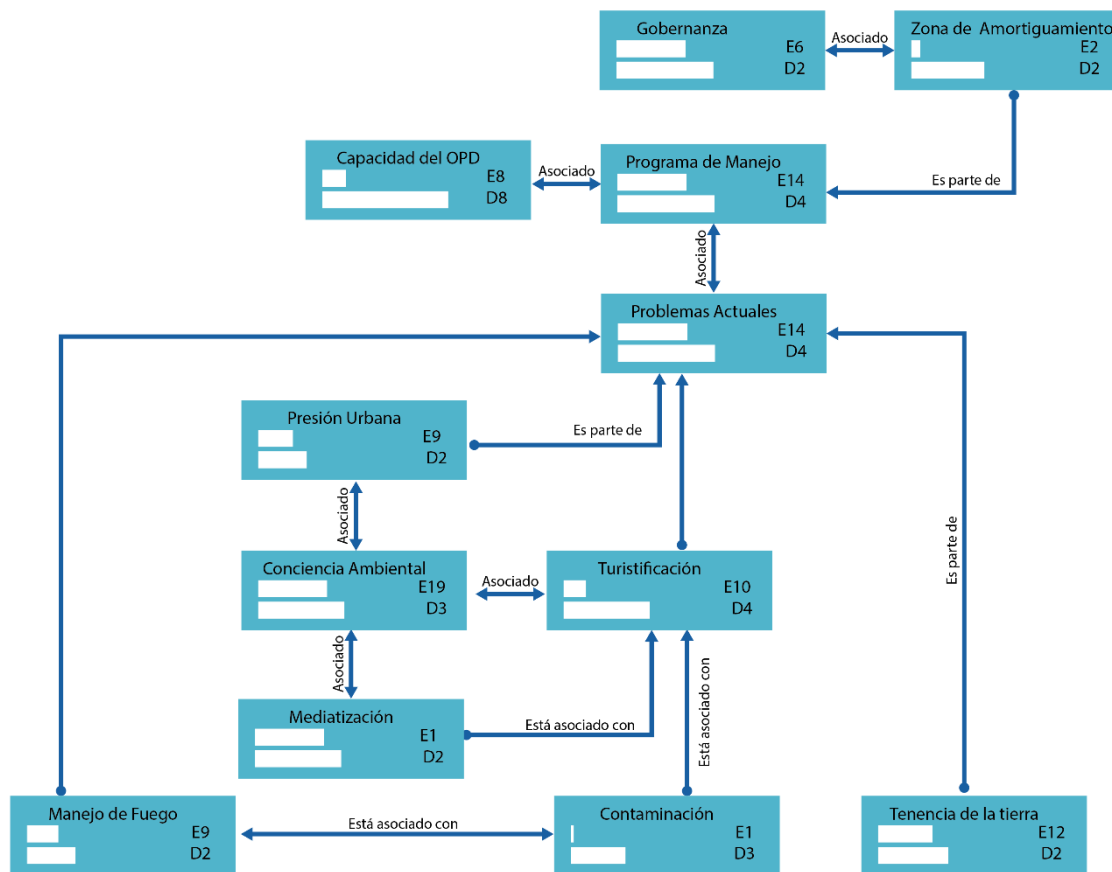 Gobernanza
E6
D2
Asociado
Zona de Amortiguamiento
E2
D2
Capacidad del OPD
E8
D8
Asociado
Programa de Manejo
E14
D4
Es parte de
Asociado
Problemas Actuales
E14
D4
Presión Urbana
E9
D2
Es parte de
Asociado
Es parte de
Conciencia Ambiental
E19
D3
Asociado
Turistificación
E10
D4
Asociado
Está asociado con
Mediatización
E1
D2
Está asociado con
Manejo de Fuego
E9
D2
Está asociado con
Contaminación
E1
D3
Tenencia de la tierra
E12
D2